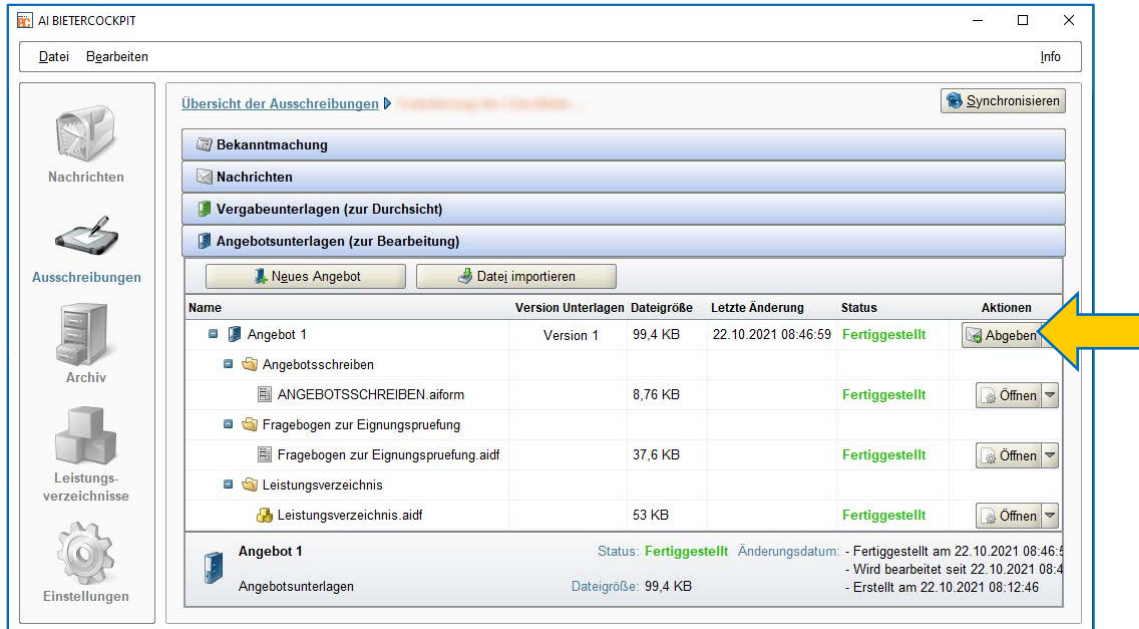 AI BIETERCOCKPIT
Datei Bearbeiten Info
Übersicht der Ausschreibungen Synchronisieren
Bekanntmachung
Nachrichten
Nachrichten
Vergabeunterlagen (zur Durchsicht)
Angebotsunterlagen (zur Bearbeitung)
Ausschreibungen
Neues Angebot Datei importieren
Name Version Unterlagen Dateigröße Letzte Änderung Status Aktionen
Angebot 1 Version 1 99,4 KB 22.10.2021 08:46:59 Fertiggestellt Abgeben
Angebotsschreiben
Archiv
ANGEBOTSSCHREIBEN.aiform 8,76 KB Fertiggestellt Öffnen
Fragebogen zur Eignungspruefung
Fragebogen zur Eignungspruefung.aidf 37,6 KB Fertiggestellt Öffnen
Leistungs-
verzeichnisse
Leistungsverzeichnis
Leistungsverzeichnis.aidf 53 KB Fertiggestellt Öffnen
Angebot 1 Status: Fertiggestellt Änderungsdatum: - Fertiggestellt am 22.10.2021 08:46:5
- Wird bearbeitet seit 22.10.2021 08:4
Angebotsunterlagen Dateigröße: 99,4 KB - Erstellt am 22.10.2021 08:12:46
Einstellungen